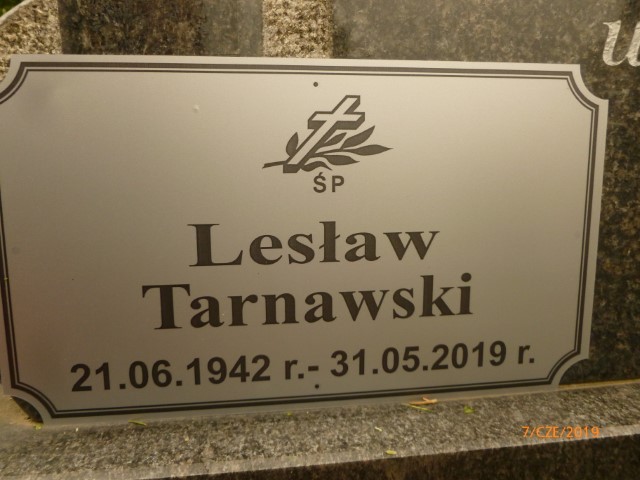 ŚP
Lesław
Tarnawski
21.06.1942 r.- 31.05.2019 r.
7/CZE/2019